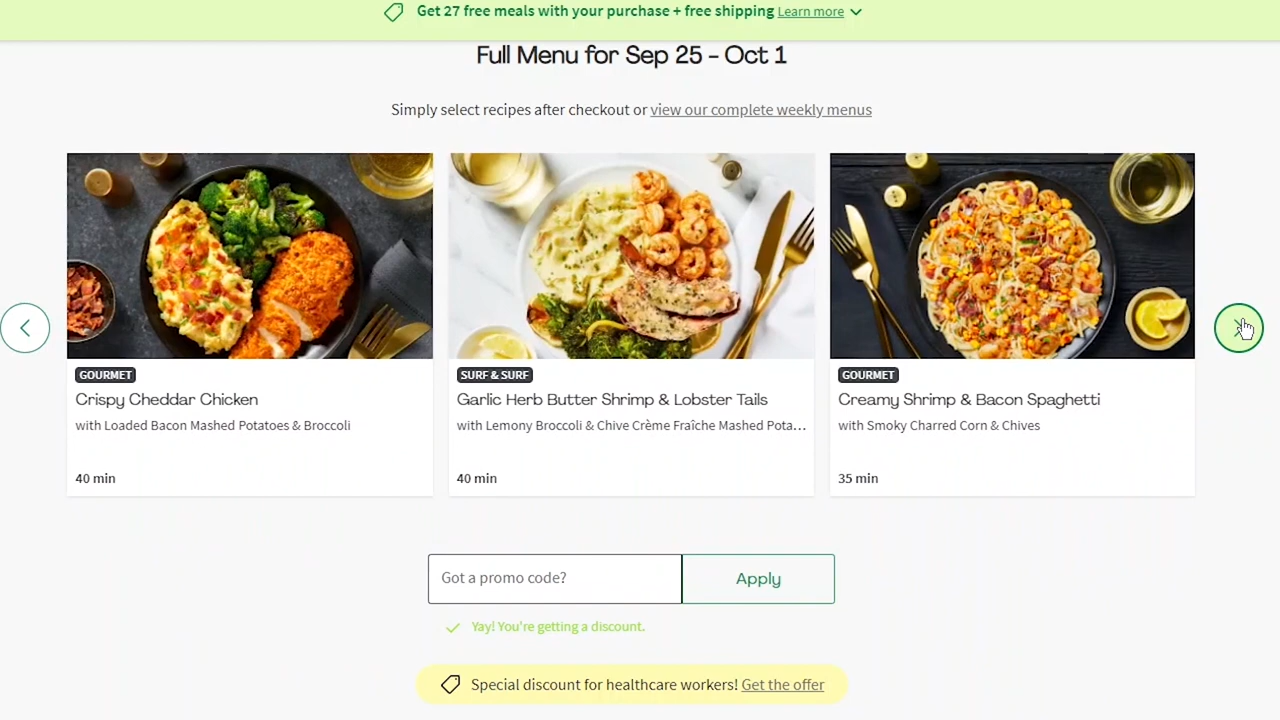 Get 27 free meals with your purchase + free shipping Learn more
Full Menu for Sep 25 - Oct 1
Simply select recipes after checkout or view our complete weekly menus
GOURMET
Crispy Cheddar Chicken
with Loaded Bacon Mashed Potatoes & Broccoli
40 min
SURF & SURF
Garlic Herb Butter Shrimp & Lobster Tails
with Lemony Broccoli & Chive Crème Fraîche Mashed Pota...
40 min
GOURMET
Creamy Shrimp & Bacon Spaghetti
with Smoky Charred Corn & Chives
35 min
Got a promo code?
Apply
Yay! You're getting a discount.
Special discount for healthcare workers! Get the offer